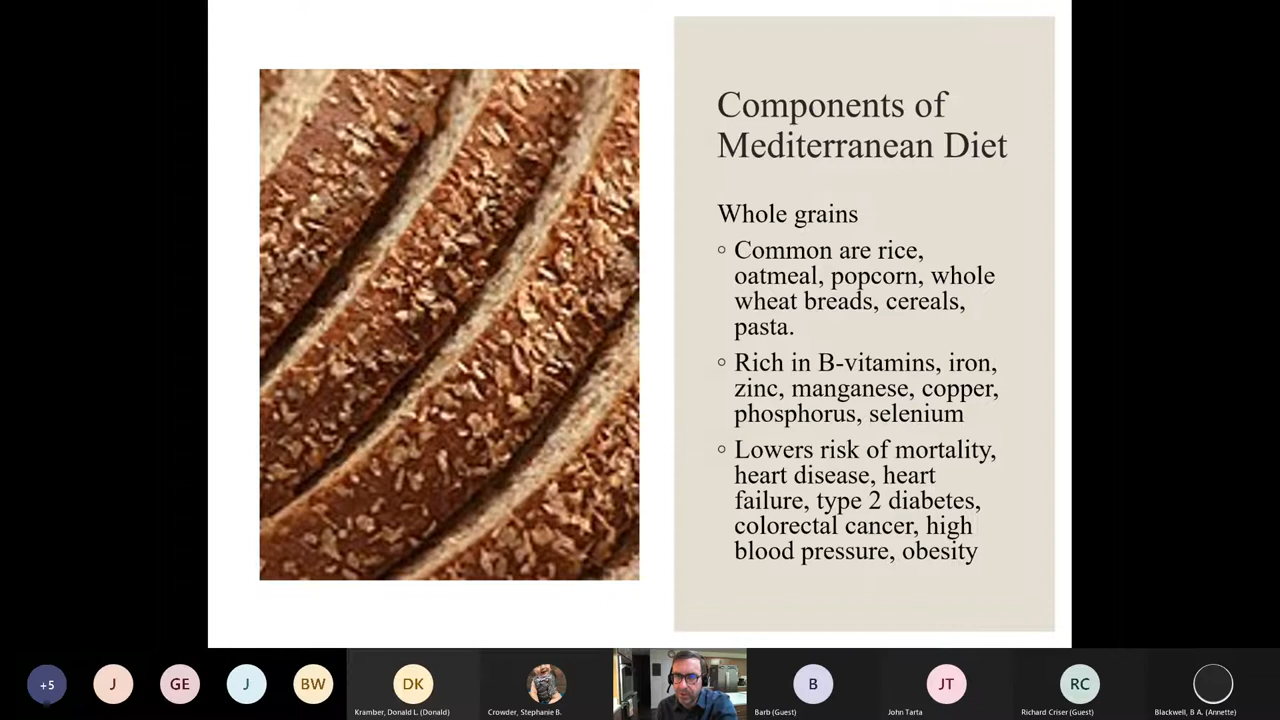 Components of
Mediterranean Diet
Whole grains
Common are rice,
oatmeal, popcorn, whole
wheat breads, cereals,
pasta.
Rich in B-vitamins, iron,
zinc, manganese, copper,
phosphorus, selenium
Lowers risk of mortality,
heart disease, heart
failure, type 2 diabetes,
colorectal cancer, high
blood pressure, obesity
+5
J
GE
J
BW
DK
Kramber, Donald L. (Donald)
Crowder, Stephanie B.
B
Barb (Guest)
JT
John Tarta
RC
Richard Criser (Guest)
Blackwell, B A. (Annette)